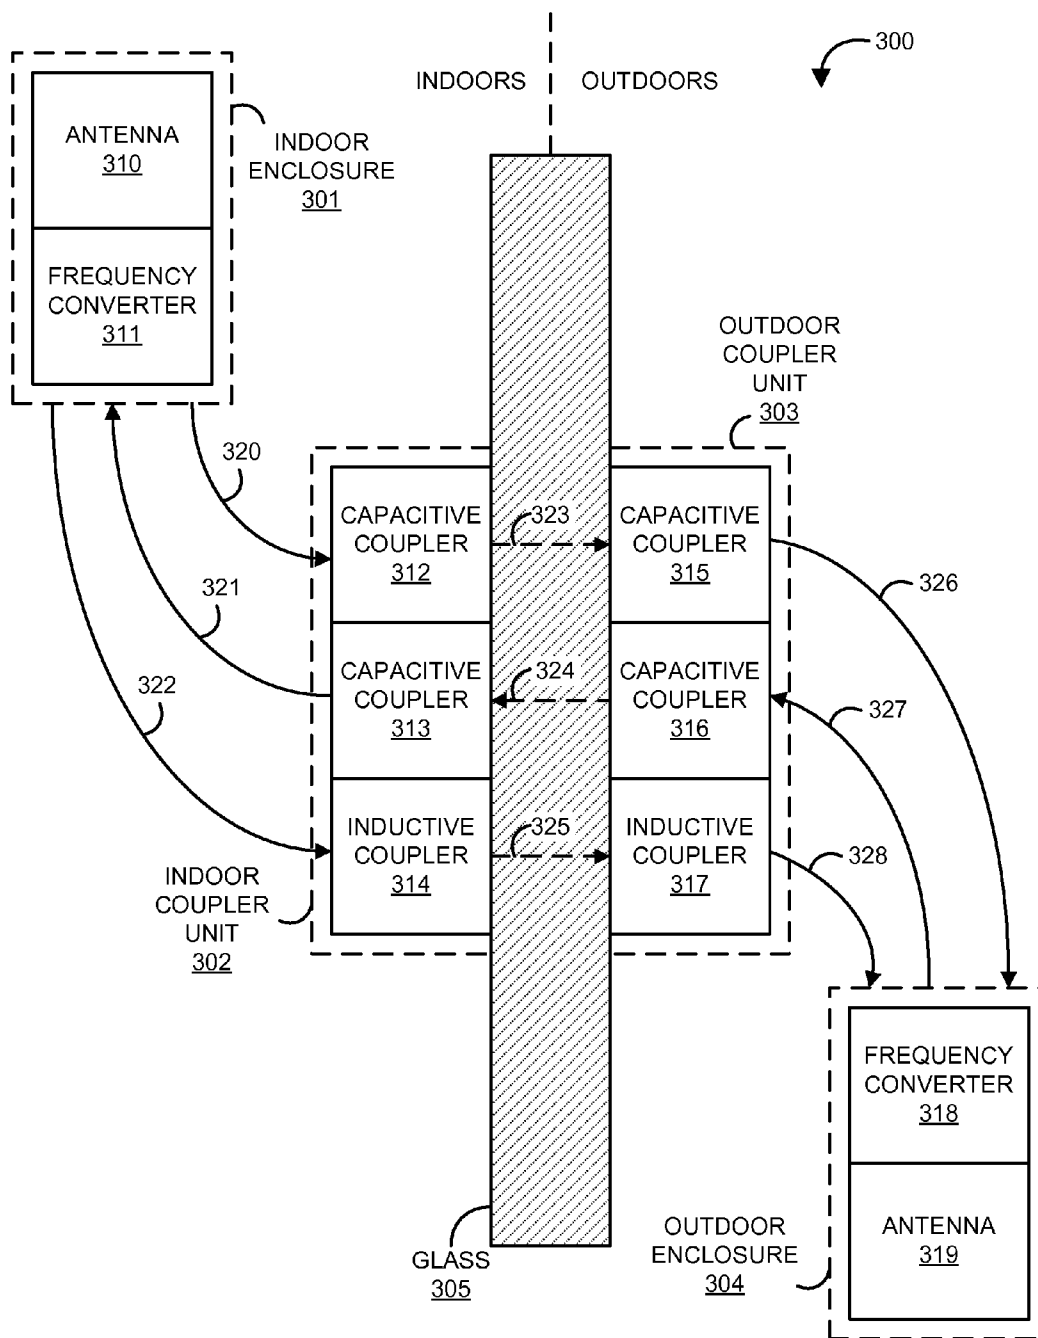 300
INDOORS
OUTDOORS
ANTENNA
310
FREQUENCY
CONVERTER
311
INDOOR
ENCLOSURE
301
OUTDOOR
COUPLER
UNIT
303
320
321
322
CAPACITIVE
COUPLER
312
323
CAPACITIVE
COUPLER
315
326
CAPACITIVE
COUPLER
313
324
CAPACITIVE
COUPLER
316
327
INDUCTIVE
COUPLER
314
325
INDUCTIVE
COUPLER
317
328
INDOOR
COUPLER
UNIT
302
FREQUENCY
CONVERTER
318
ANTENNA
319
OUTDOOR
ENCLOSURE
304
GLASS
305